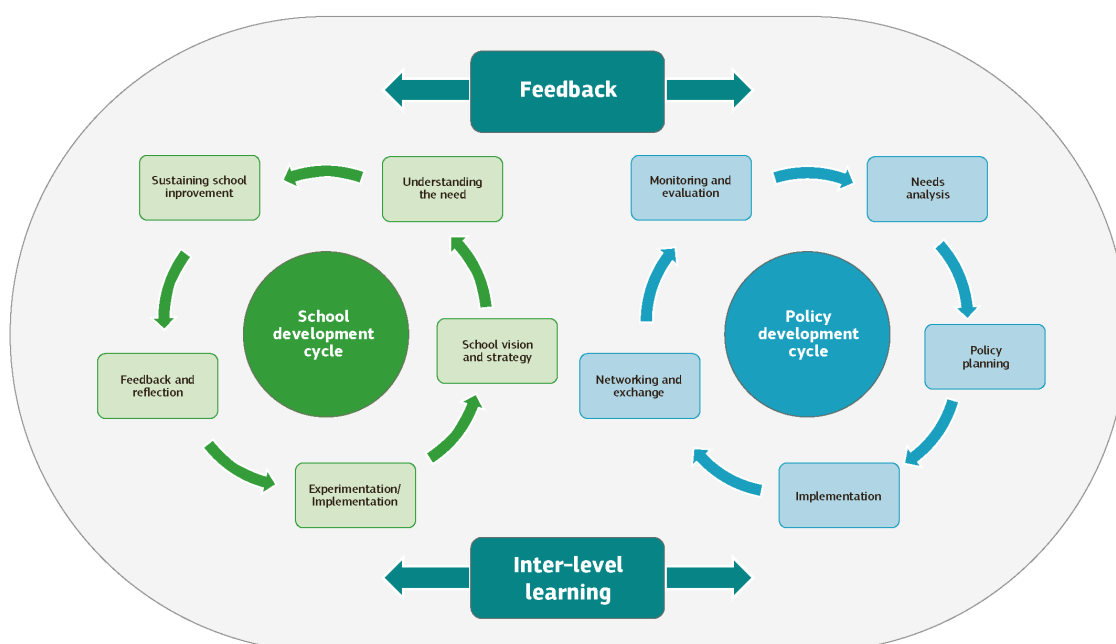 Feedback
Sustaining school
inprovement
Understanding
the need
Monitoring and
evaluation
Needs
analysis
School
development
cycle
Policy
development
cycle
School vision
and strategy
Policy
planning
Feedback and
reflection
Networking and
exchange
Experimentation/
Implementation
Implementation
Inter-level
learning